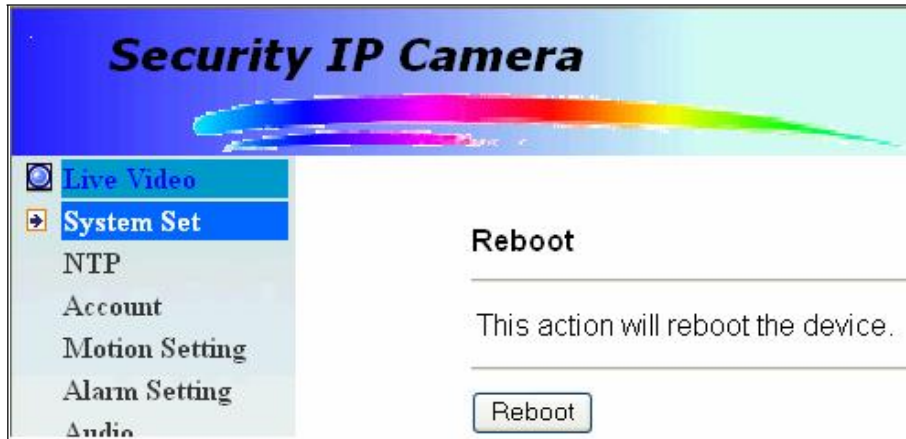 Security IP Camera
Live Video
System Set
NTP
Account
Motion Setting
Alarm Setting
Audio
Reboot
This action will reboot the device.
Reboot